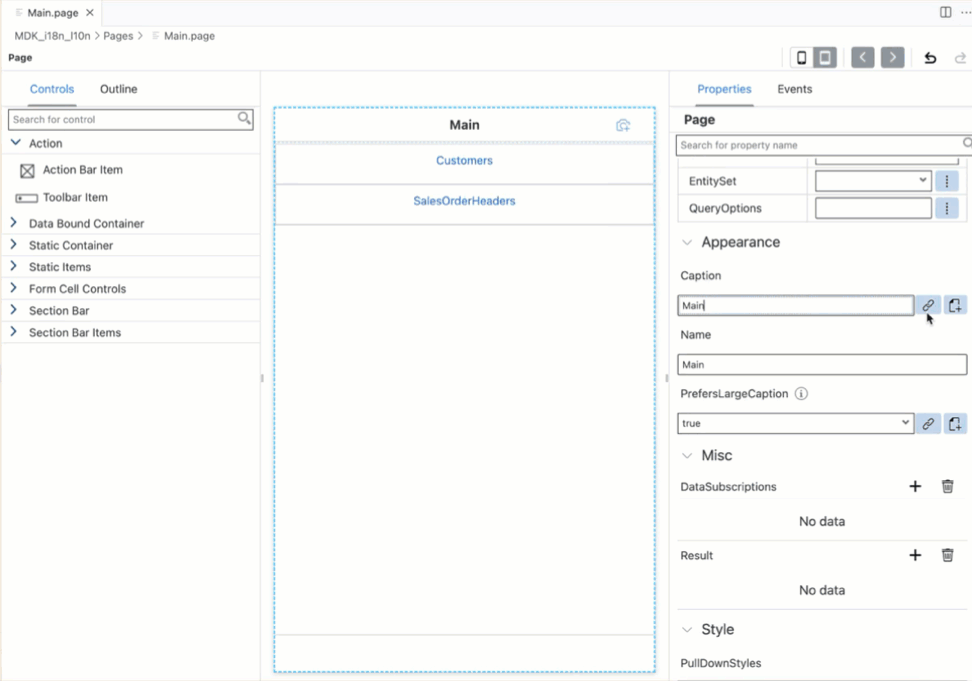 Main.page
MDK_i18n_l10n > Pages > Main.page
Page
Controls
Outline
Search for control
Action
Action Bar Item
Toolbar Item
Data Bound Container
Static Container
Static Items
Form Cell Controls
Section Bar
Section Bar Items
Main
Customers
SalesOrderHeaders
Properties
Events
Page
Search for property name
EntitySet
QueryOptions
Appearance
Caption
Main
Name
Main
PrefersLargeCaption
true
Misc
DataSubscriptions
No data
Result
No data
Style
PullDownStyles